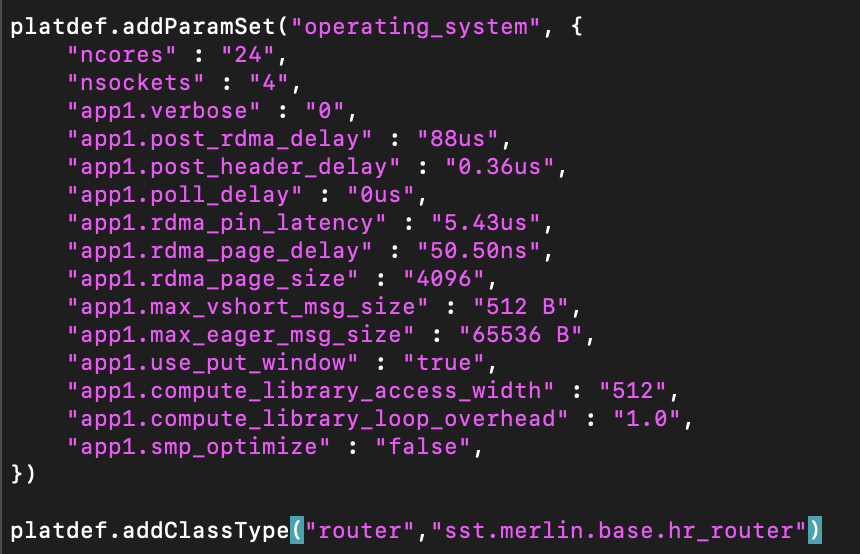 platdef.addParamSet("operating_system", {
    "ncores" : "24",
    "nsockets" : "4",
    "app1.verbose" : "0",
    "app1.post_rdma_delay" : "88us",
    "app1.post_header_delay" : "0.36us",
    "app1.poll_delay" : "0us",
    "app1.rdma_pin_latency" : "5.43us",
    "app1.rdma_page_delay" : "50.50ns",
    "app1.rdma_page_size" : "4096",
    "app1.max_vshort_msg_size" : "512 B",
    "app1.max_eager_msg_size" : "65536 B",
    "app1.use_put_window" : "true",
    "app1.compute_library_access_width" : "512",
    "app1.compute_library_loop_overhead" : "1.0",
    "app1.smp_optimize" : "false",
})
platdef.addClassType("router","sst.merlin.base.hr_router")